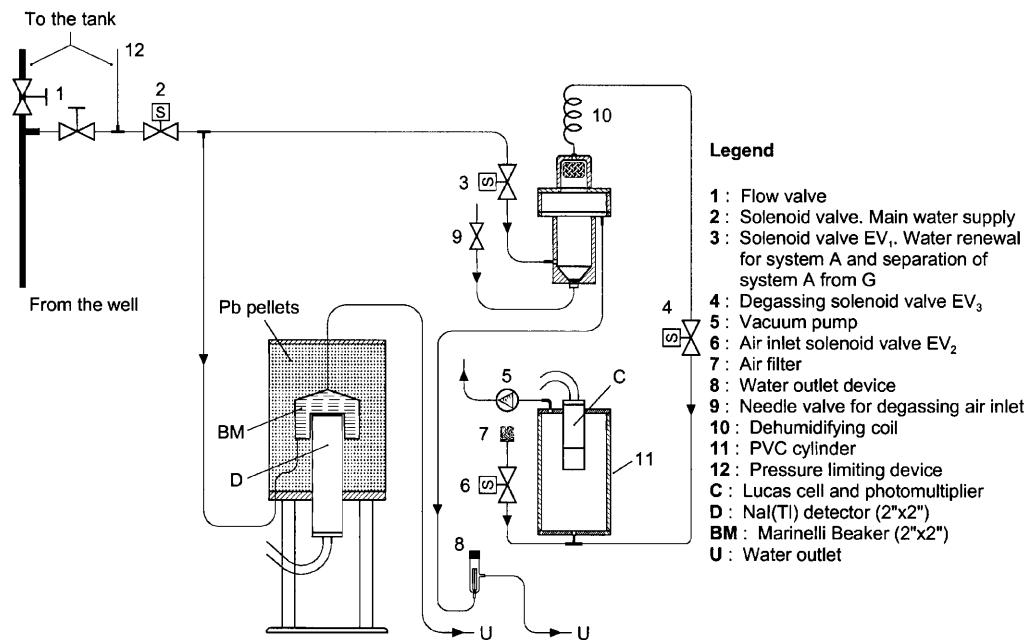 To the tank
12
1
2
S
10
3
S
9
From the well
Pb pellets
4
S
5
C
BM
7
D
11
6
S
8
U
U
Legend
1 : Flow valve
2 : Solenoid valve. Main water supply
3 : Solenoid valve EV₁. Water renewal
for system A and separation of
system A from G
4 : Degassing solenoid valve EV₃
5 : Vacuum pump
6 : Air inlet solenoid valve EV₂
7 : Air filter
8 : Water outlet device
9 : Needle valve for degassing air inlet
10 : Dehumidifying coil
11 : PVC cylinder
12 : Pressure limiting device
C : Lucas cell and photomultiplier
D : NaI(Tl) detector (2"x2")
BM : Marinelli Beaker (2"x2")
U : Water outlet